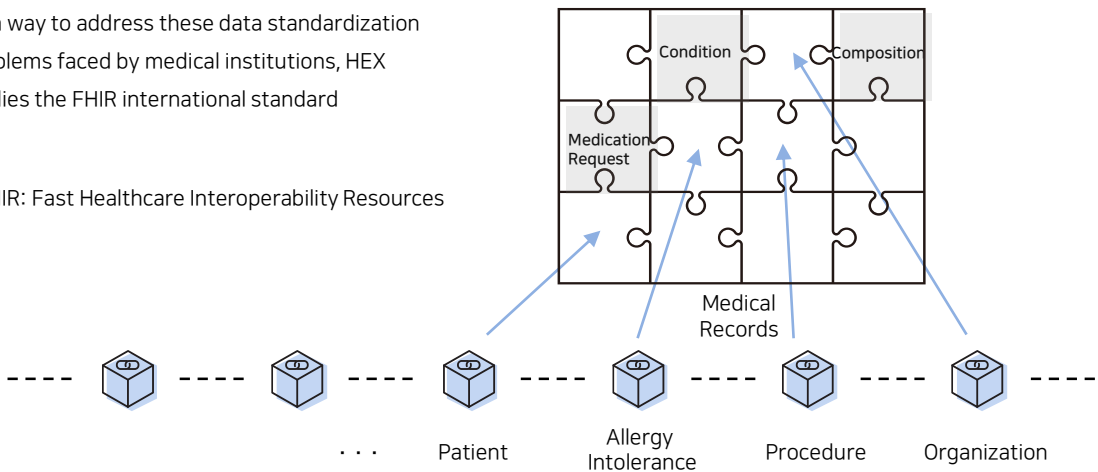 way to address these data standardization
blems faced by medical institutions, HEX
lies the FHIR international standard
IR: Fast Healthcare Interoperability Resources
Condition
Composition
Medication
Request
Medical
Records
· · ·
Patient
Allergy
Intolerance
Procedure
Organization